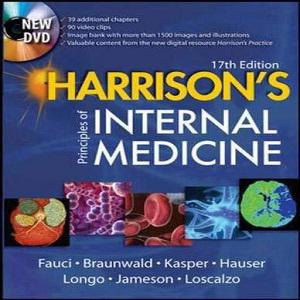 NEW
DVD
• 39 additional chapters
• 90 video clips
• Image bank with more than 1500 images and illustrations
• Valuable content from the new digital resource Harrison's Practice
17th Edition
HARRISON'S
Principles of
INTERNAL
MEDICINE
Fauci • Braunwald • Kasper • Hauser
Longo • Jameson • Loscalzo